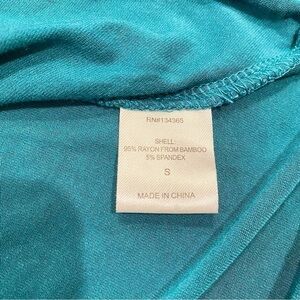 RN#134365
SHELL:
95% RAYON FROM BAMBOO
5% SPANDEX
S
MADE IN CHINA